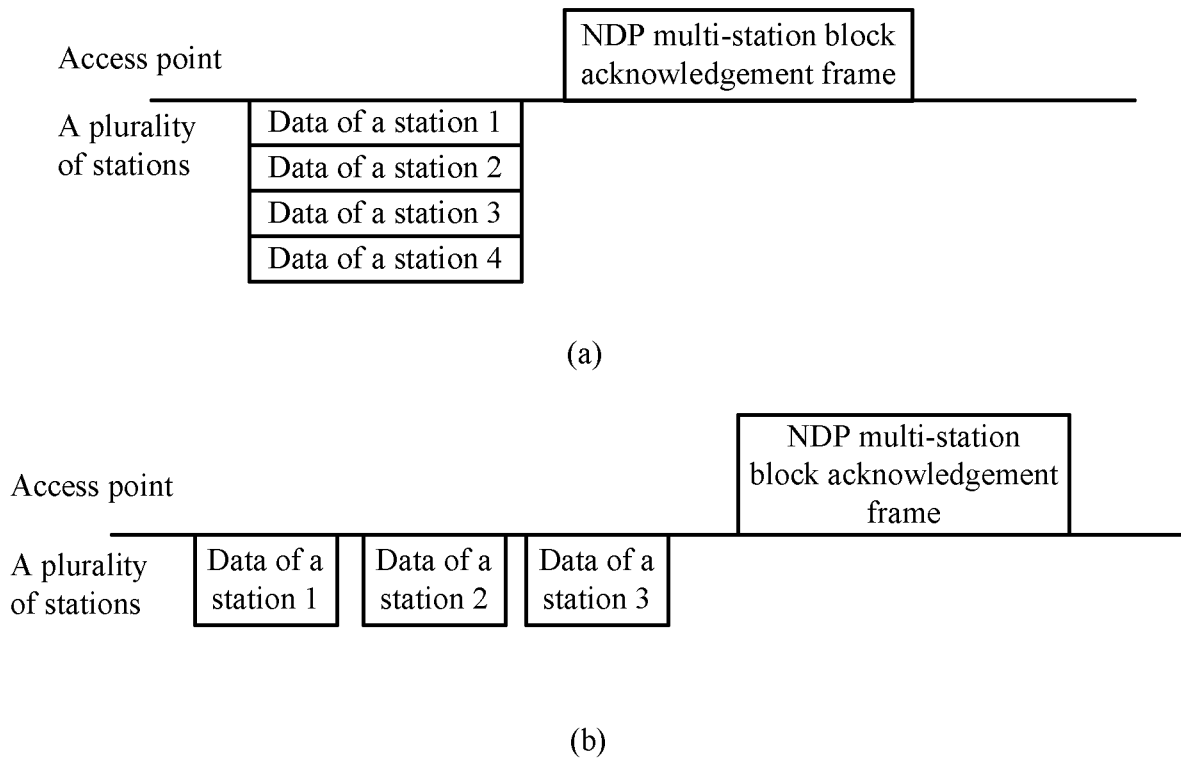 Access point
NDP multi-station block
acknowledgement frame
A plurality
of stations
Data of a station 1
Data of a station 2
Data of a station 3
Data of a station 4
(a)
Access point
NDP multi-station
block acknowledgement
frame
A plurality
of stations
Data of a
station 1
Data of a
station 2
Data of a
station 3
(b)